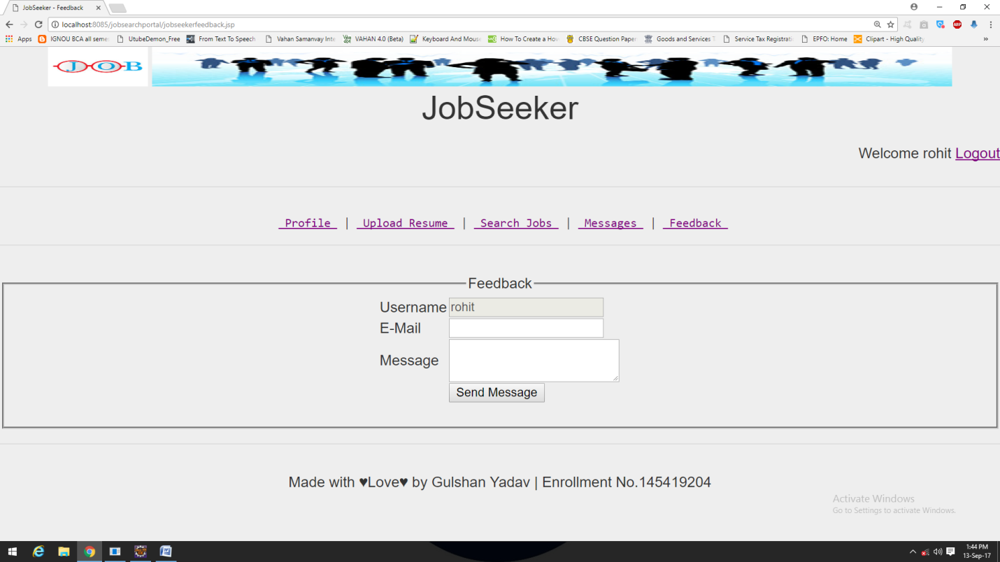 JobSeeker - Feedback
localhost:8085/jobsearchportal/jobseekerfeedback.jsp
Apps IGNOU BCA all semes UtubeDemon_Free From Text To Speech Vahan Samanvay Inte VAHAN 4.0 (Beta) Keyboard And Mouse How To Create a How CBSE Question Paper Goods and Services T Service Tax Registrati EPFO: Home Clipart - High Quality »
JOB
JobSeeker
Welcome rohit Logout
Profile | Upload Resume | Search Jobs | Messages | Feedback
Feedback
Username rohit
E-Mail
Message
Send Message
Made with ♥Love♥ by Gulshan Yadav | Enrollment No.145419204
Activate Windows
Go to Settings to activate Windows.
1:44 PM
13-Sep-17